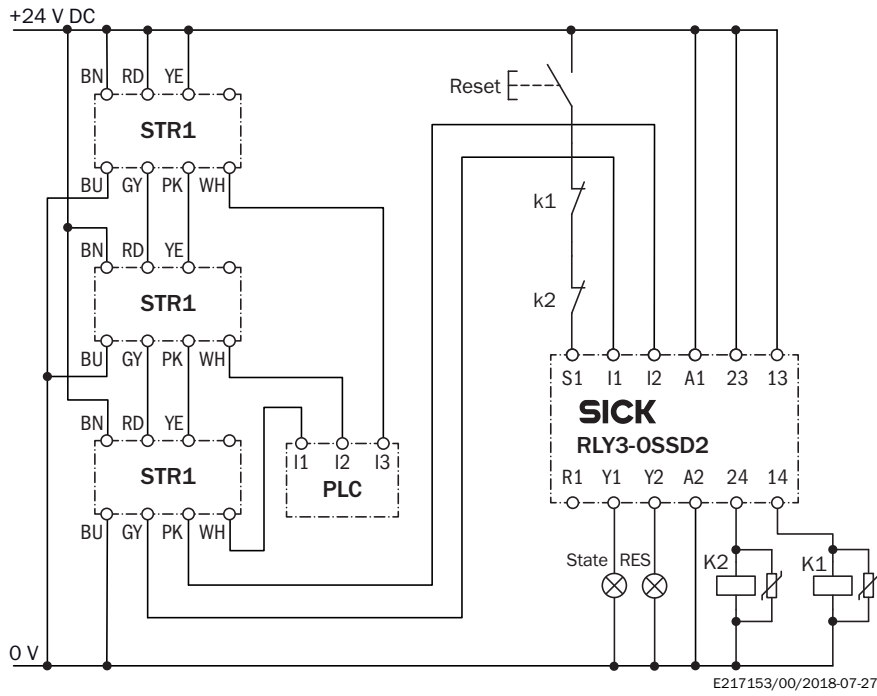 +24 V DC
BN RD YE
STR1
BU GY PK WH
Reset
k1
BN RD YE
STR1
BU GY PK WH
k2
S1 I1 I2 A1 23 13
SICK
RLY3-OSSD2
R1 Y1 Y2 A2 24 14
BN RD YE
STR1
BU GY PK WH
I1 I2 I3
PLC
State RES K2 K1
0 V
E217153/00/2018-07-27